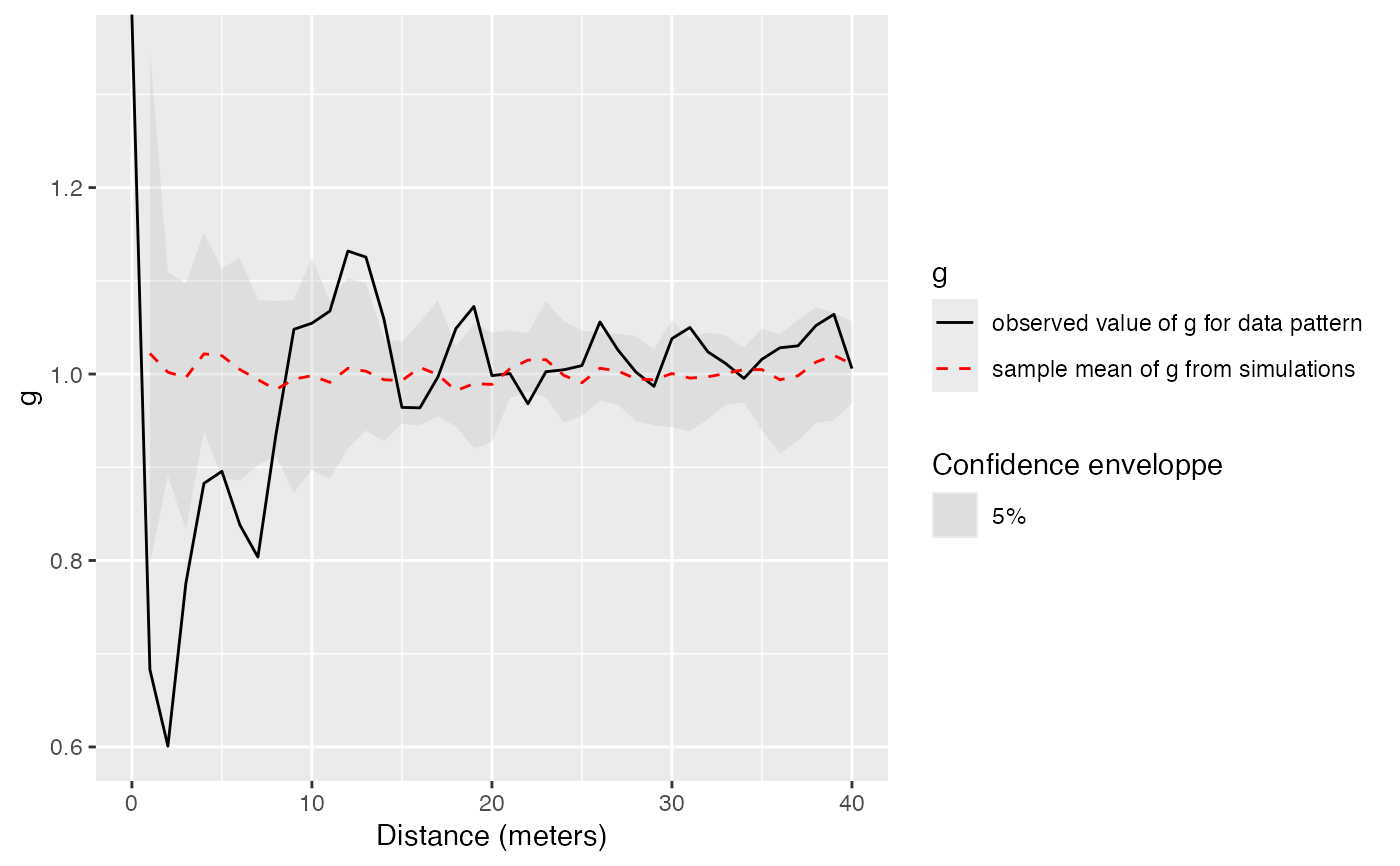 1.2
1.0
0.8
0.6
g
0
10
20
30
40
Distance (meters)
g
observed value of g for data pattern
sample mean of g from simulations
Confidence enveloppe
5%